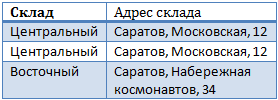 Склад Адрес склада
Центральный Саратов, Московская, 12
Центральный Саратов, Московская, 12
Восточный Саратов, Набережная
космонавтов, 34